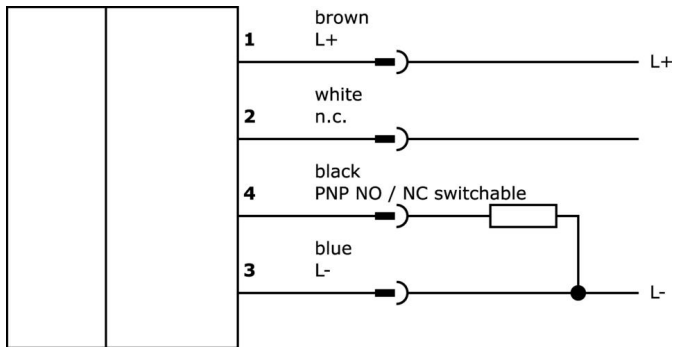 brown
1 L+
L+
white
2 n.c.
black
4 PNP NO / NC switchable
blue
3 L-
L-